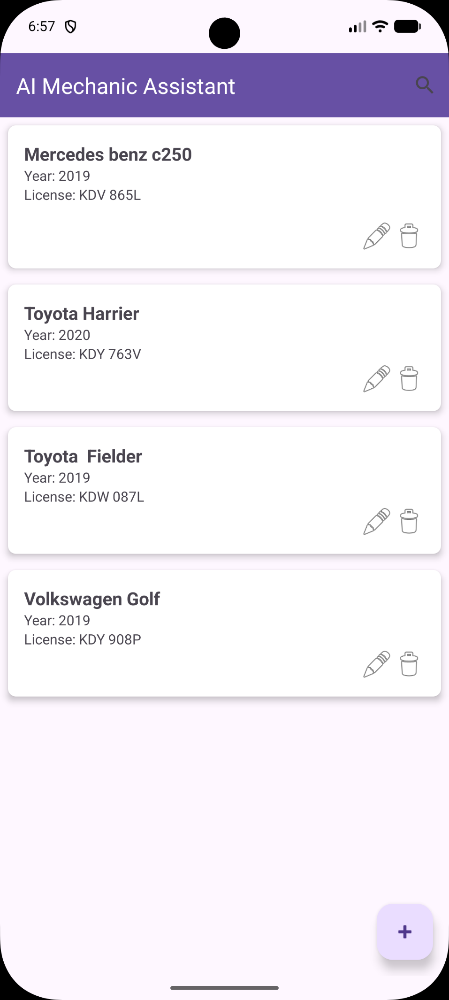 6:57
AI Mechanic Assistant
Mercedes benz c250
Year: 2019
License: KDV 865L
Toyota Harrier
Year: 2020
License: KDY 763V
Toyota  Fielder
Year: 2019
License: KDW 087L
Volkswagen Golf
Year: 2019
License: KDY 908P